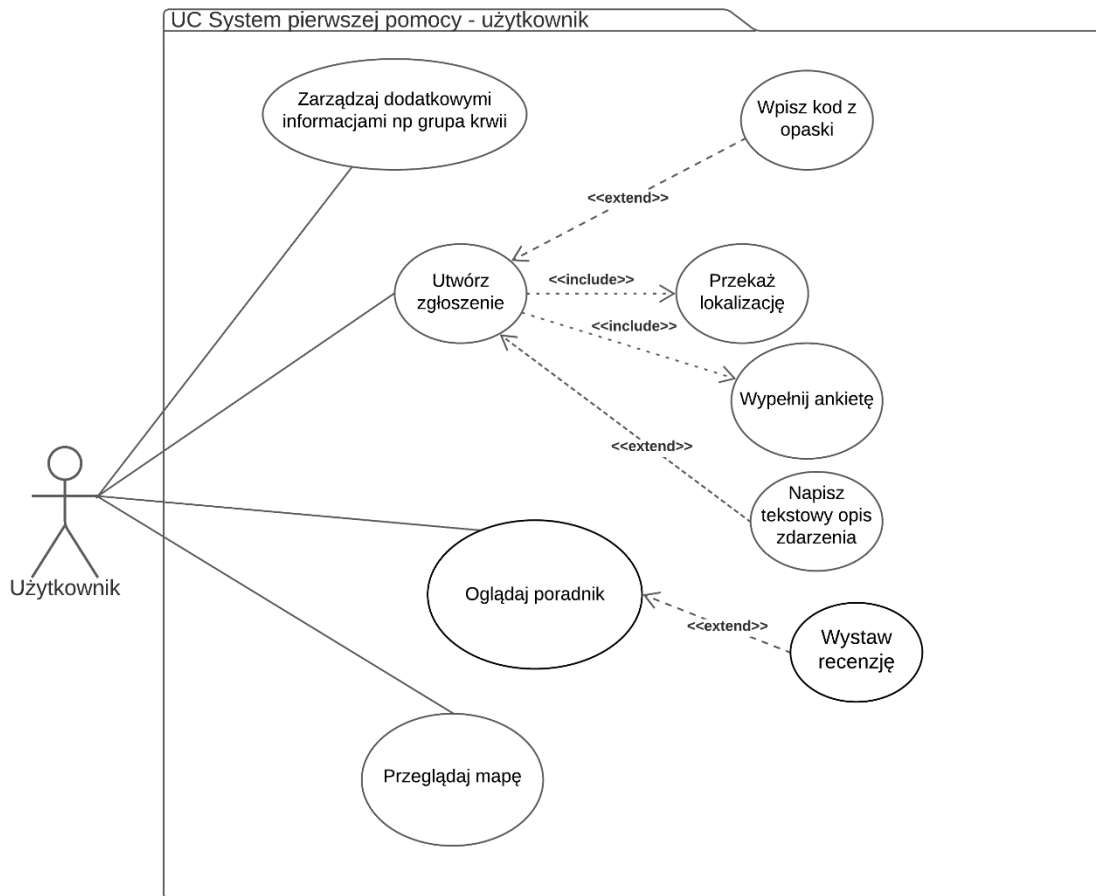 UC System pierwszej pomocy - użytkownik
Zarządzaj dodatkowymi
informacjami np grupa krwii
Wpisz kod z
opaski
<<extend>>
Utwórz
zgłoszenie
<<include>>
Przekaż
lokalizację
<<include>>
Wypełnij ankietę
<<extend>>
Napisz
tekstowy opis
zdarzenia
Użytkownik
Oglądaj poradnik
<<extend>>
Wystaw
recenzję
Przeglądaj mapę